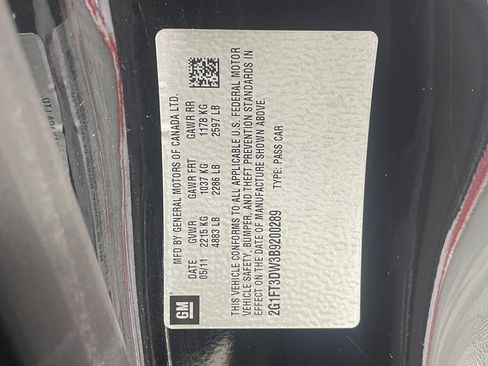 GM
MFD BY GENERAL MOTORS OF CANADA LTD.
DATE GVWR GAWR FRT GAWR RR
05/11 2215 KG 1037 KG 1178 KG
4883 LB 2286 LB 2597 LB
THIS VEHICLE CONFORMS TO ALL APPLICABLE U.S. FEDERAL MOTOR
VEHICLE SAFETY, BUMPER, AND THEFT PREVENTION STANDARDS IN
EFFECT ON THE DATE OF MANUFACTURE SHOWN ABOVE.
2G1FT3DW3B9200289 TYPE: PASS CAR